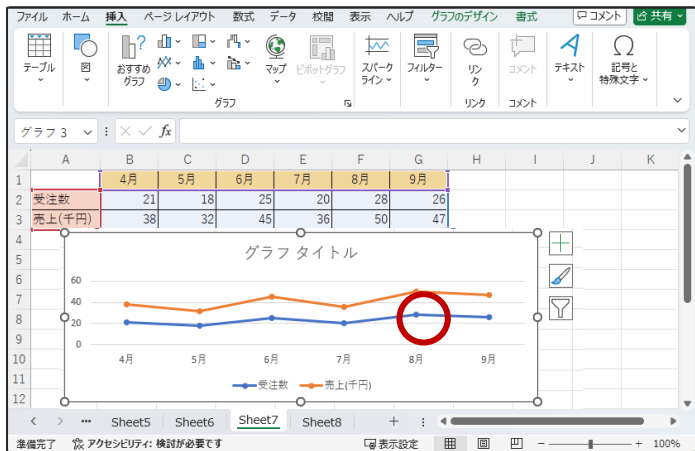 ファイル ホーム 挿入 ページ レイアウト 数式 データ 校閲 表示 ヘルプ グラフのデザイン 書式 コメント 共有
テーブル 図 おすすめグラフ マップ ピボットグラフ スパークライン フィルター リンク コメント テキスト 記号と特殊文字
グラフ リンク コメント
グラフ 3 fx
A B C D E F G H I J K
1 4月 5月 6月 7月 8月 9月
2 受注数 21 18 25 20 28 26
3 売上(千円) 38 32 45 36 50 47
4
グラフ タイトル
5
6
60
7
40
8
20
9
0
10
4月 5月 6月 7月 8月 9月
11
受注数 売上(千円)
12
Sheet5 Sheet6 Sheet7 Sheet8
準備完了 アクセシビリティ: 検討が必要です 表示設定 100%